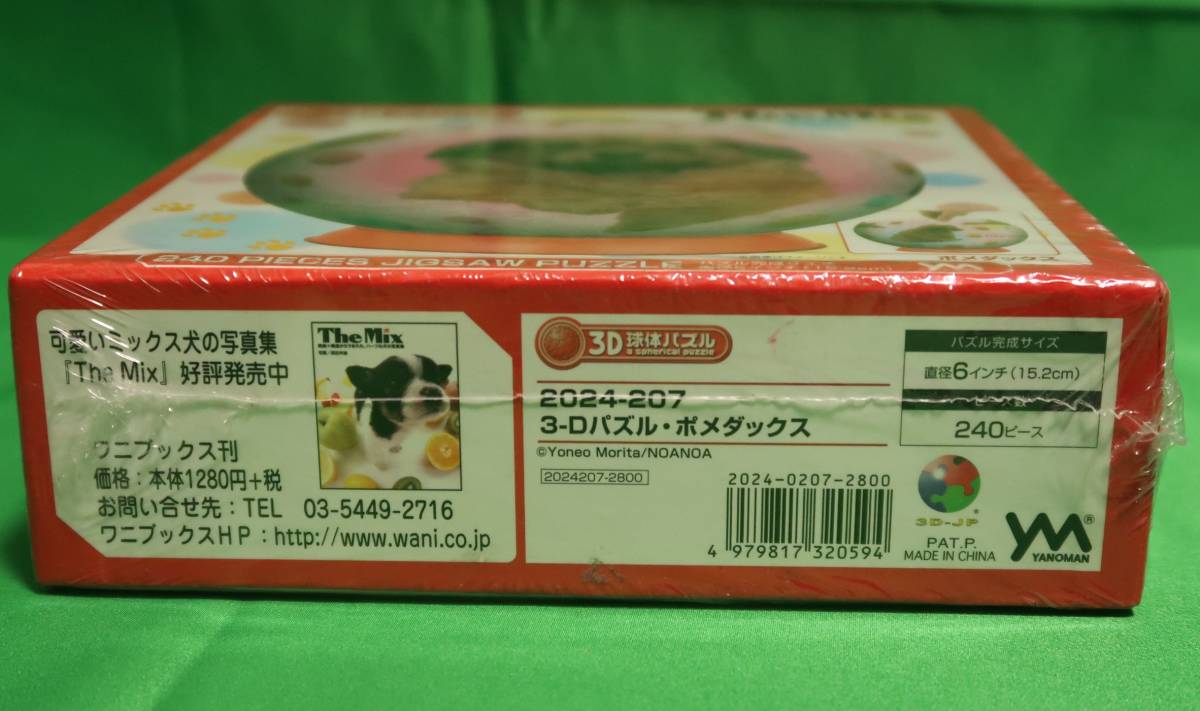 240 PIECES JIGSAW PUZZLE
ポメダックス
可愛いミックス犬の写真集
『The Mix』好評発売中
The Mix
ワニブックス刊
価格：本体1280円+税
お問い合せ先：TEL 03-5449-2716
ワニブックスHP：http://www.wani.co.jp
3D球体パズル
a spherical puzzle
2024-207
3-Dパズル・ポメダックス
©Yoneo Morita/NOANOA
2024207-2800
パズル完成サイズ
直径6インチ（15.2cm）
240ピース
2024-0207-2800
4 979817 320594
3D-JP
PAT.P.
MADE IN CHINA
YM®
YANOMAN